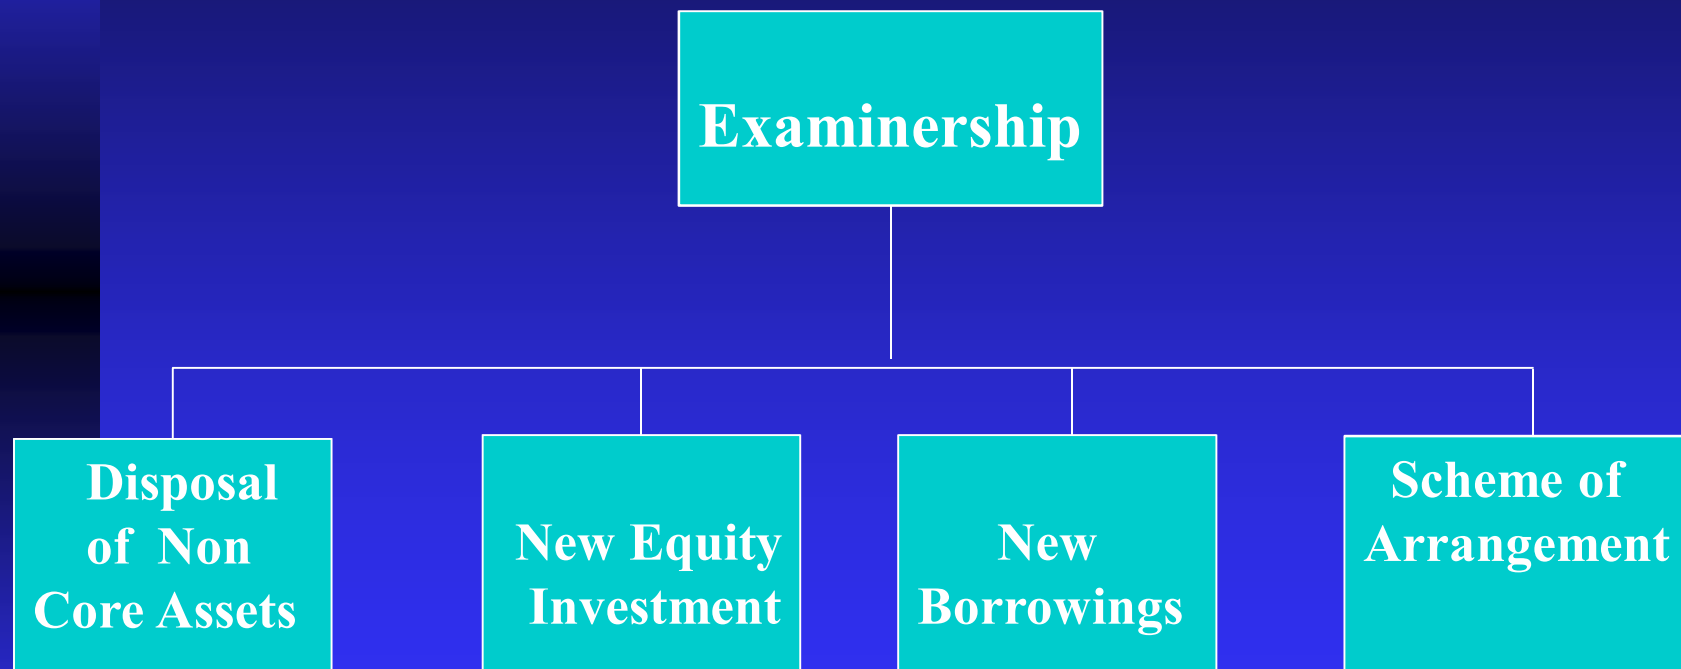 Examinership
Disposal
of Non
Core Assets
New Equity
Investment
New
Borrowings
Scheme of
Arrangement